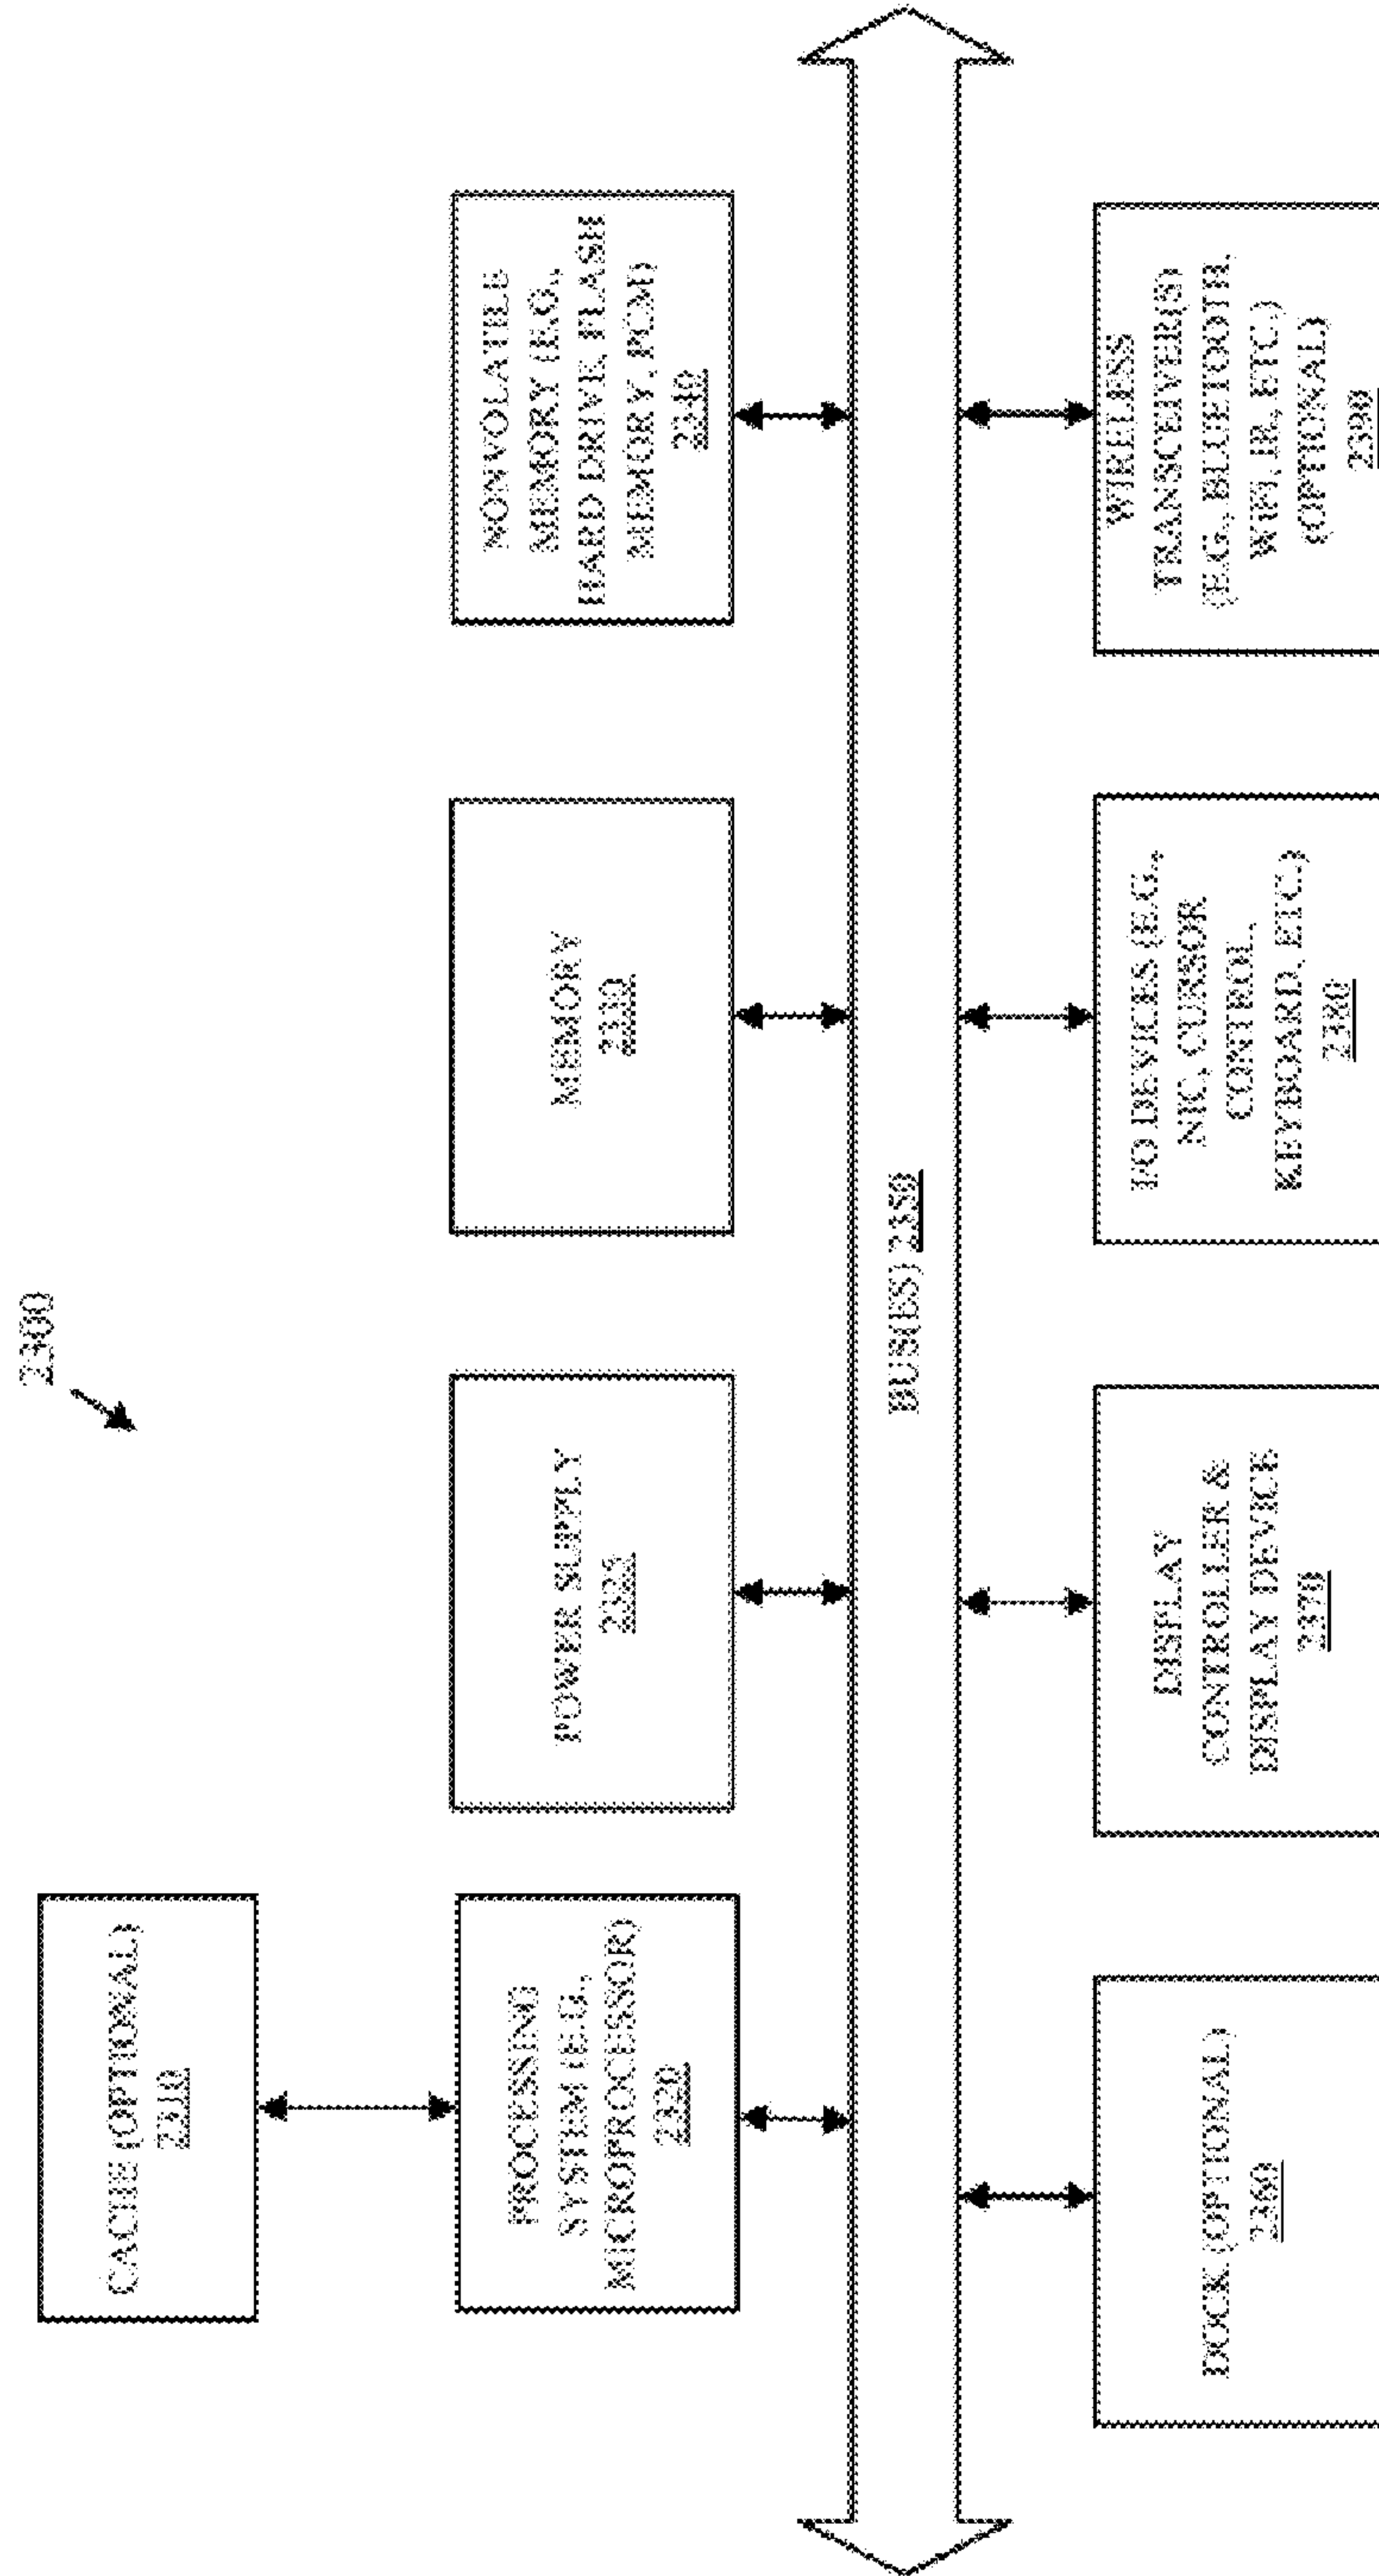 2300
CACHE (OPTIONAL)
2310
PROCESSING
SYSTEM (E.G.,
MICROPROCESSOR)
2320
POWER SUPPLY
2325
MEMORY
2330
NONVOLATILE
MEMORY (E.G.,
HARD DRIVE FLASH
MEMORY, PCM)
2340
BUS(ES) 2350
DOCK (OPTIONAL)
2360
DISPLAY
CONTROLLER &
DISPLAY DEVICE
2370
I/O DEVICES (E.G.,
NIC, CURSOR
CONTROL,
KEYBOARD, ETC.)
2380
WIRELESS
TRANSCEIVER(S)
(E.G., BLUETOOTH,
WIFI, IR, ETC.)
(OPTIONAL)
2390